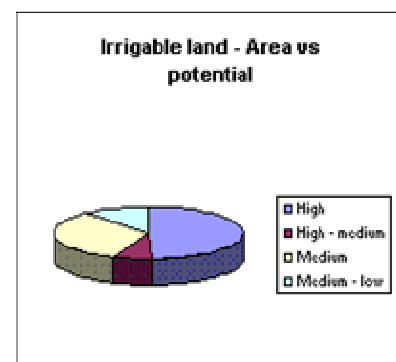 Irrigable land - Area vs
potential
High
High - medium
Medium
Medium - low